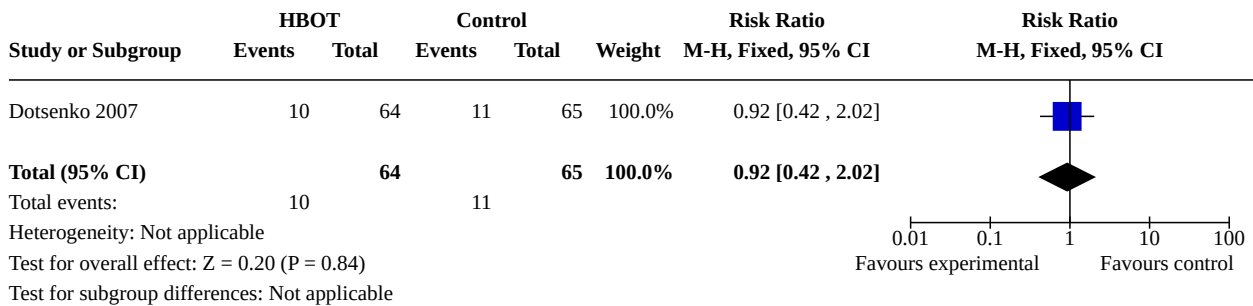 HBOT Control Risk Ratio Risk Ratio
Study or Subgroup Events Total Events Total Weight M-H, Fixed, 95% CI M-H, Fixed, 95% CI
Dotsenko 2007 10 64 11 65 100.0% 0.92 [0.42 , 2.02]
Total (95% CI) 64 65 100.0% 0.92 [0.42 , 2.02]
Total events: 10 11
Heterogeneity: Not applicable
0.01 0.1 1 10 100
Test for overall effect: Z = 0.20 (P = 0.84)
Favours experimental Favours control
Test for subgroup differences: Not applicable